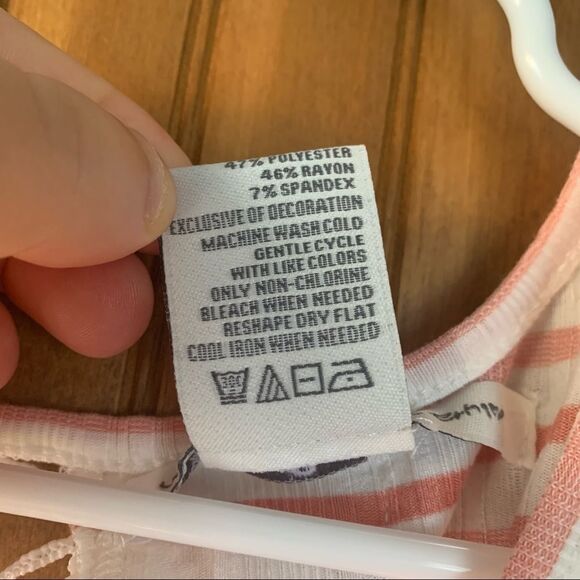 47% POLYESTER
46% RAYON
7% SPANDEX
EXCLUSIVE OF DECORATION
MACHINE WASH COLD
GENTLE CYCLE
WITH LIKE COLORS
ONLY NON-CHLORINE
BLEACH WHEN NEEDED
RESHAPE DRY FLAT
COOL IRON WHEN NEEDED